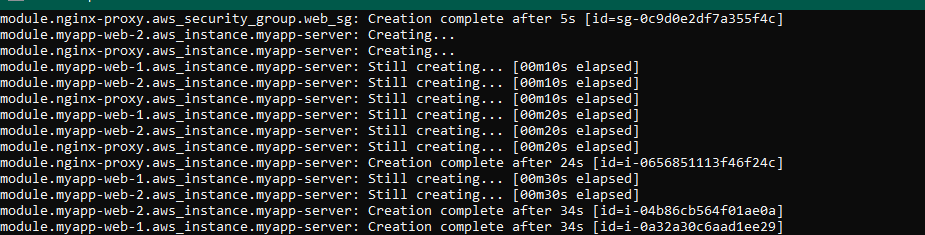 module.nginx-proxy.aws_security_group.web_sg: Creation complete after 5s [id=sg-0c9d0e2df7a355f4c]
module.myapp-web-2.aws_instance.myapp-server: Creating...
module.nginx-proxy.aws_instance.myapp-server: Creating...
module.myapp-web-1.aws_instance.myapp-server: Still creating... [00m10s elapsed]
module.myapp-web-2.aws_instance.myapp-server: Still creating... [00m10s elapsed]
module.nginx-proxy.aws_instance.myapp-server: Still creating... [00m10s elapsed]
module.myapp-web-1.aws_instance.myapp-server: Still creating... [00m20s elapsed]
module.myapp-web-2.aws_instance.myapp-server: Still creating... [00m20s elapsed]
module.nginx-proxy.aws_instance.myapp-server: Still creating... [00m20s elapsed]
module.nginx-proxy.aws_instance.myapp-server: Creation complete after 24s [id=i-0656851113f46f24c]
module.myapp-web-1.aws_instance.myapp-server: Still creating... [00m30s elapsed]
module.myapp-web-2.aws_instance.myapp-server: Still creating... [00m30s elapsed]
module.myapp-web-2.aws_instance.myapp-server: Creation complete after 34s [id=i-04b86cb564f01ae0a]
module.myapp-web-1.aws_instance.myapp-server: Creation complete after 34s [id=i-0a32a30c6aad1ee29]